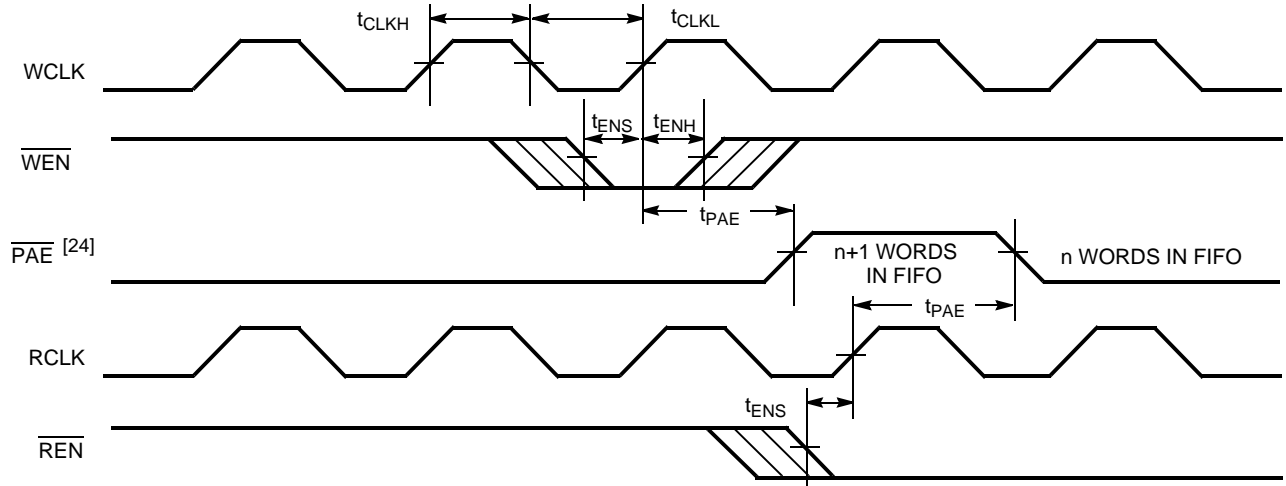 tCLKH
tCLKL
WCLK
tENS
tENH
WEN
tPAE
PAE [24]
n+1 WORDS
IN FIFO
n WORDS IN FIFO
tPAE
RCLK
tENS
REN